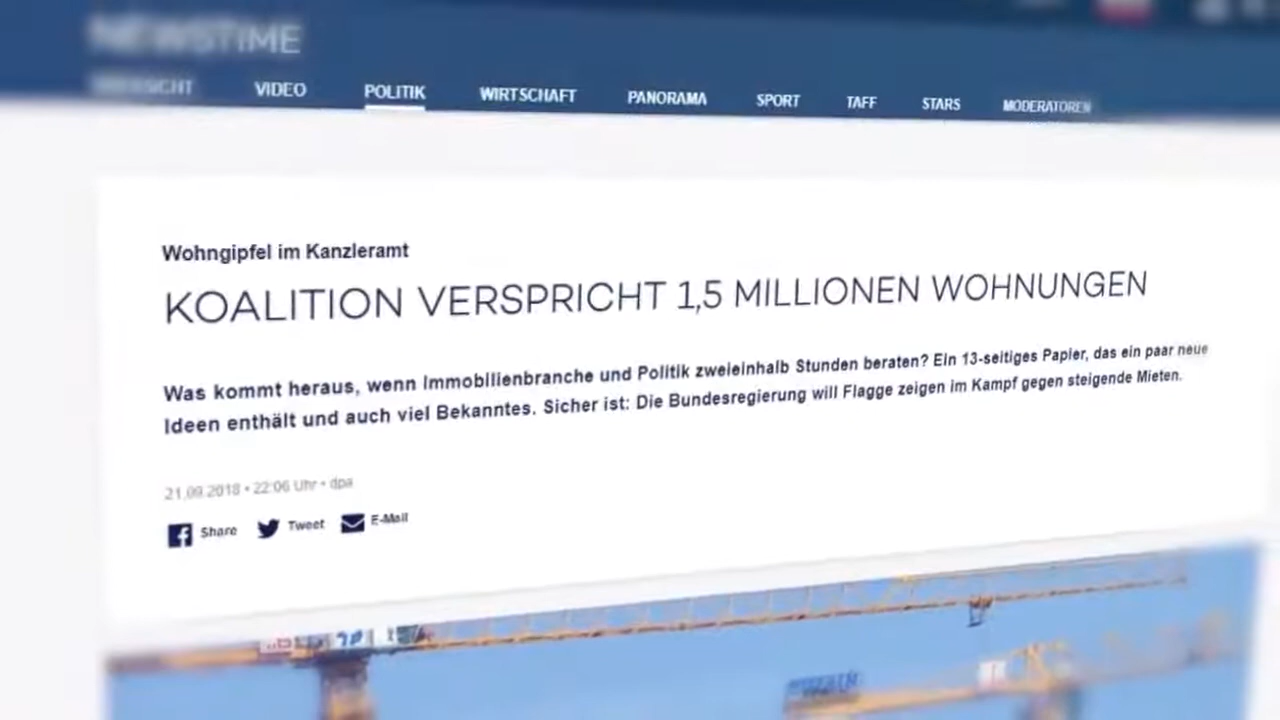 NEWSTIME
VIDEO POLITIK WIRTSCHAFT PANORAMA SPORT TAFF STARS MODERATOREN
Wohngipfel im Kanzleramt
KOALITION VERSPRICHT 1,5 MILLIONEN WOHNUNGEN
Was kommt heraus, wenn Immobilienbranche und Politik zweieinhalb Stunden beraten? Ein 13-seitiges Papier, das ein paar neue
Ideen enthält und auch viel Bekanntes. Sicher ist: Die Bundesregierung will Flagge zeigen im Kampf gegen steigende Mieten.
21.09.2018 • 22:06 Uhr • dpa
Share Tweet E-Mail